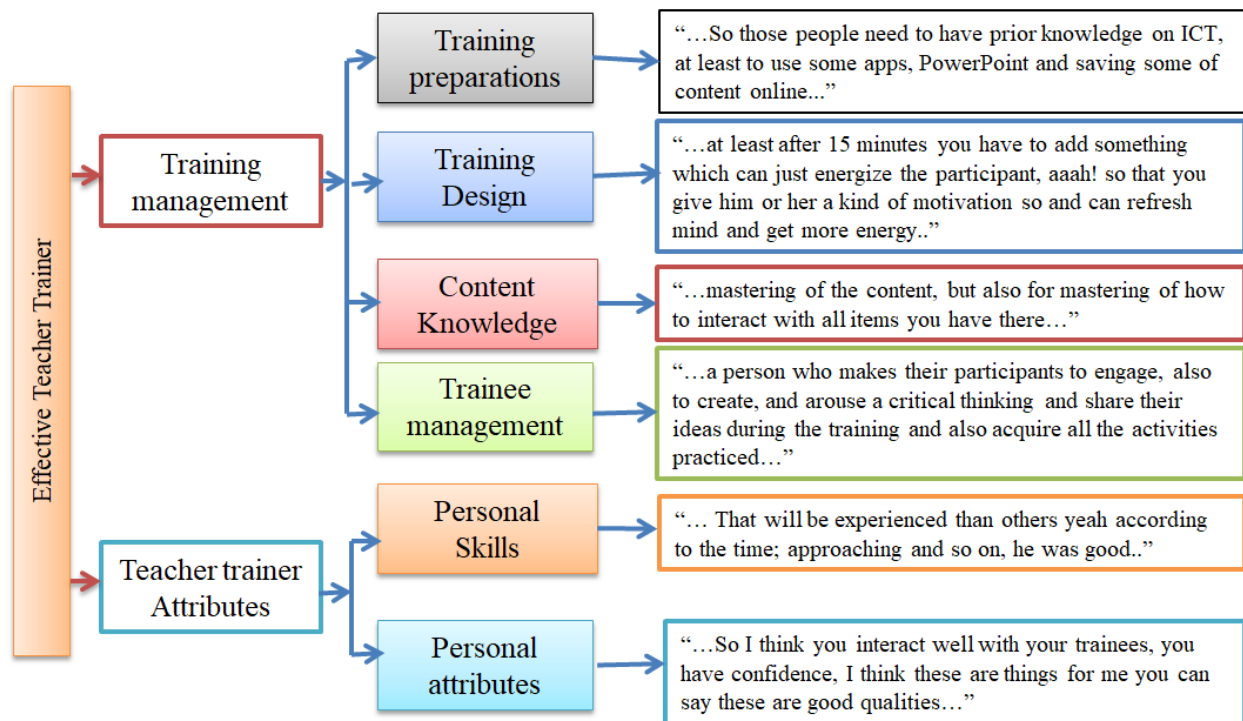 Effective Teacher Trainer
Training
management
Training
preparations
“…So those people need to have prior knowledge on ICT,
at least to use some apps, PowerPoint and saving some of
content online...”
Training
Design
“…at least after 15 minutes you have to add something
which can just energize the participant, aaah! so that you
give him or her a kind of motivation so and can refresh
mind and get more energy..”
Content
Knowledge
“…mastering of the content, but also for mastering of how
to interact with all items you have there…”
Trainee
management
“…a person who makes their participants to engage, also
to create, and arouse a critical thinking and share their
ideas during the training and also acquire all the activities
practiced…”
Teacher trainer
Attributes
Personal
Skills
“… That will be experienced than others yeah according
to the time; approaching and so on, he was good..”
Personal
attributes
“…So I think you interact well with your trainees, you
have confidence, I think these are things for me you can
say these are good qualities…”